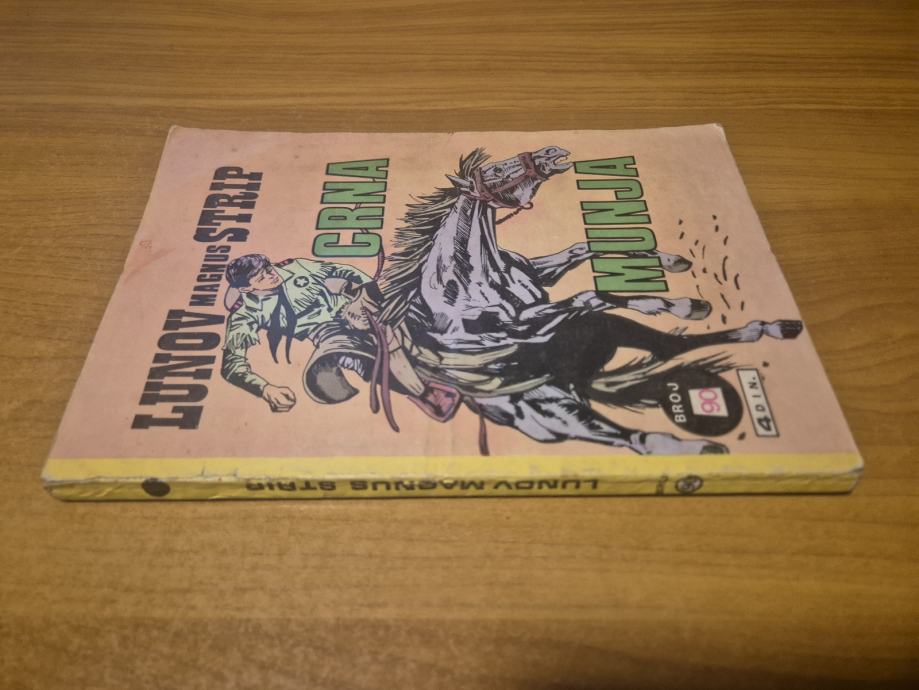 LUNOV
MAGNUS STRIP
CRNA
MUNJA
BROJ
90
4 DIN.
LUNOV MAGNUS STRIP